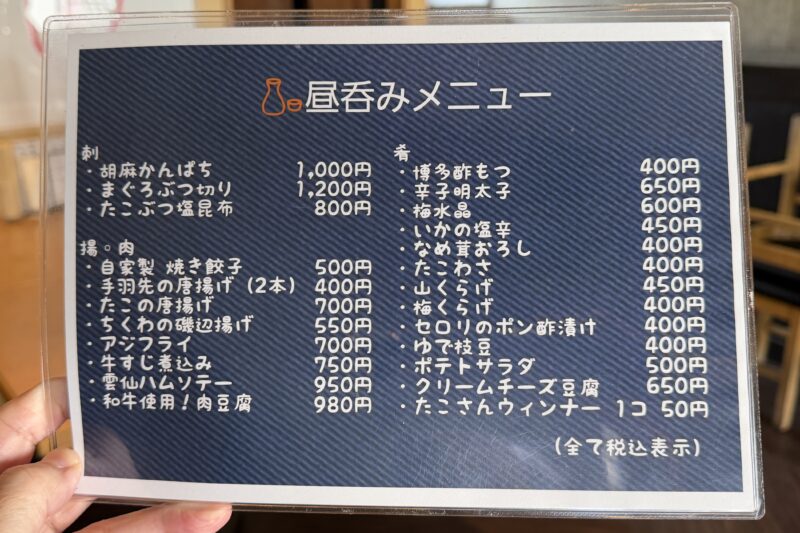 昼呑みメニュー
刺
・胡麻かんぱち 1,000円
・まぐろぶつ切り 1,200円
・たこぶつ塩昆布 800円
揚。肉
・自家製 焼き餃子 500円
・手羽先の唐揚げ(2本) 400円
・たこの唐揚げ 700円
・ちくわの磯辺揚げ 550円
・アジフライ 700円
・牛すじ煮込み 750円
・雲仙ハムソテー 950円
・和牛使用!肉豆腐 980円
肴
・博多酢もつ 400円
・辛子明太子 650円
・梅水晶 600円
・いかの塩辛 450円
・なめ茸おろし 400円
・たこわさ 400円
・山くらげ 450円
・梅くらげ 400円
・セロリのポン酢漬け 400円
・ゆで枝豆 400円
・ポテトサラダ 500円
・クリームチーズ豆腐 650円
・たこさんウィンナー 1コ 50円
(全て税込表示)